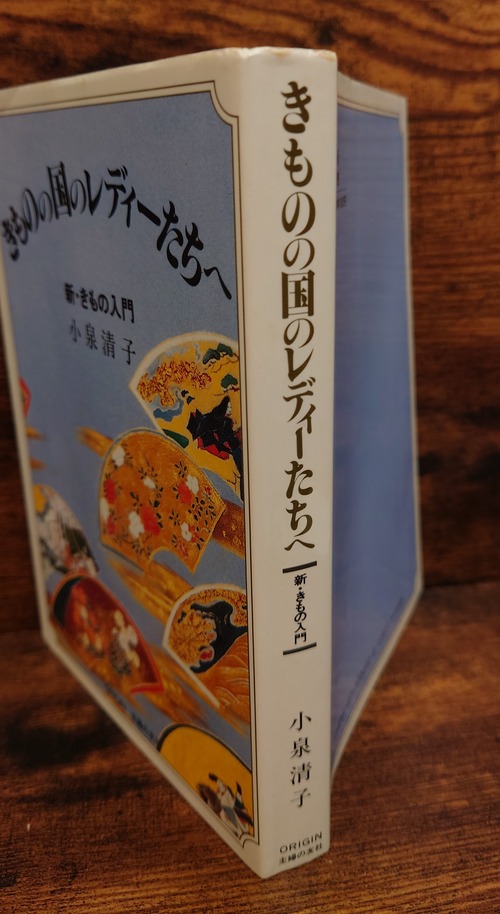 きものの国のレディーたちへ
新・きもの入門
小泉清子
きものの国のレディーたちへ
新・きもの入門
小泉清子
ORIGIN
主婦の友社